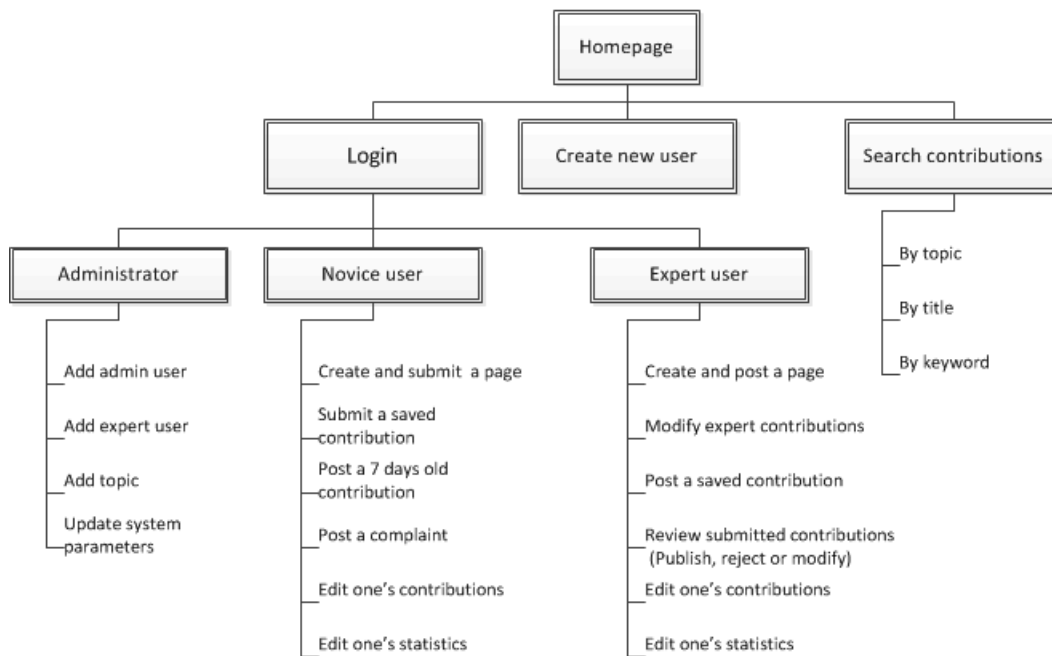 Homepage
Login
Create new user
Search contributions
Administrator
Add admin user
Add expert user
Add topic
Update system
parameters
Novice user
Create and submit a page
Submit a saved
contribution
Post a 7 days old
contribution
Post a complaint
Edit one’s contributions
Edit one’s statistics
Expert user
Create and post a page
Modify expert contributions
Post a saved contribution
Review submitted contributions
(Publish, reject or modify)
Edit one’s contributions
Edit one’s statistics
By topic
By title
By keyword